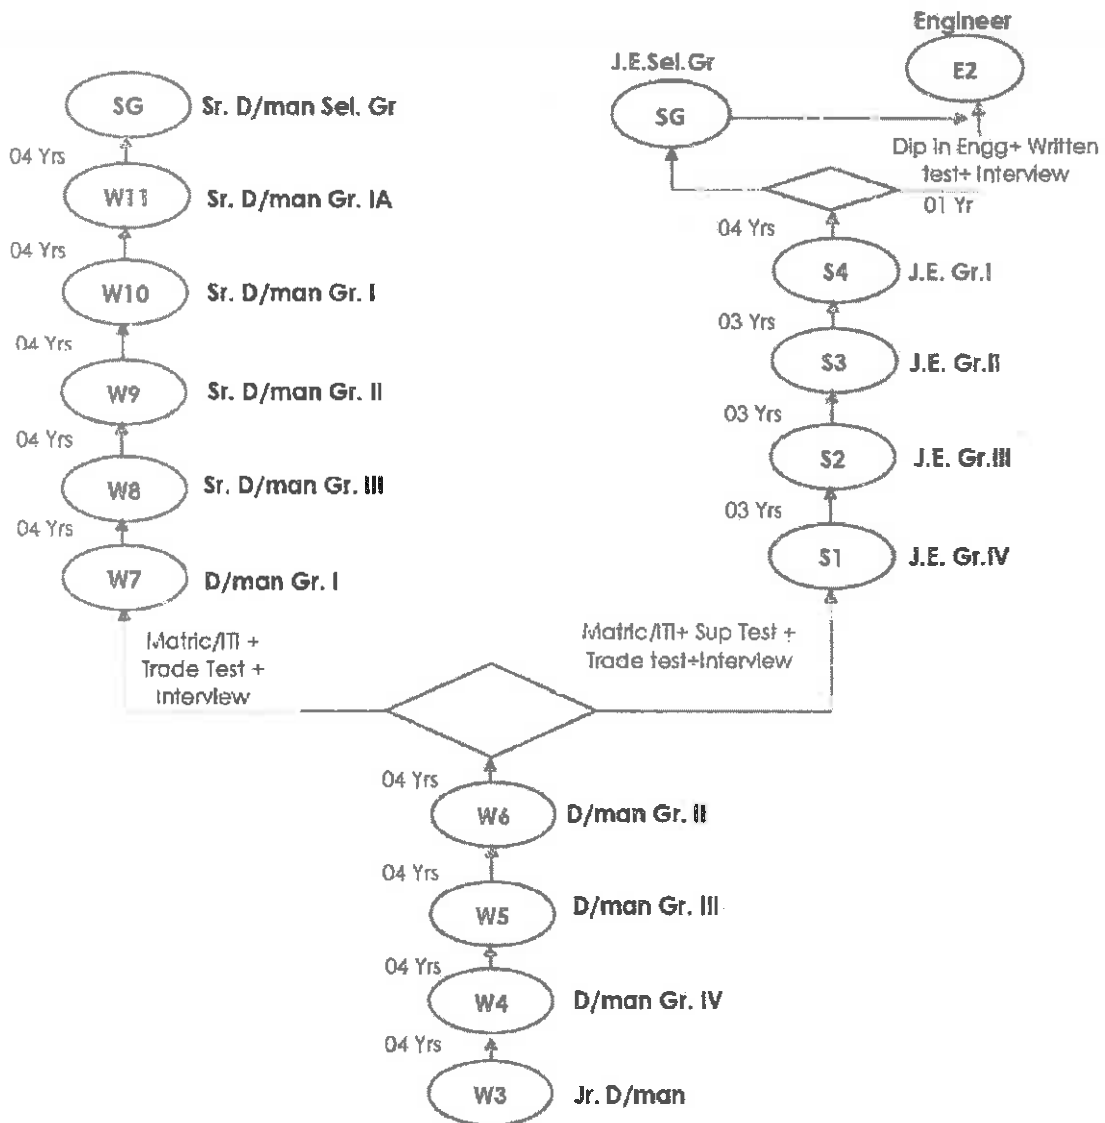 Engineer
E2
J.E.Sel.Gr
SG
SG
Sr. D/man Sel. Gr
Dip in Engg+ Written
test+ Interview
04 Yrs
01 Yr
W11
Sr. D/man Gr. IA
04 Yrs
S4
J.E. Gr.I
04 Yrs
W10
Sr. D/man Gr. I
03 Yrs
04 Yrs
S3
J.E. Gr.II
W9
Sr. D/man Gr. II
03 Yrs
04 Yrs
S2
J.E. Gr.III
W8
Sr. D/man Gr. III
03 Yrs
04 Yrs
S1
J.E. Gr.IV
W7
D/man Gr. I
Matric/ITI +
Trade Test +
Interview
Matric/ITI+ Sup Test +
Trade test+Interview
04 Yrs
W6
D/man Gr. II
04 Yrs
W5
D/man Gr. III
04 Yrs
W4
D/man Gr. IV
04 Yrs
W3
Jr. D/man